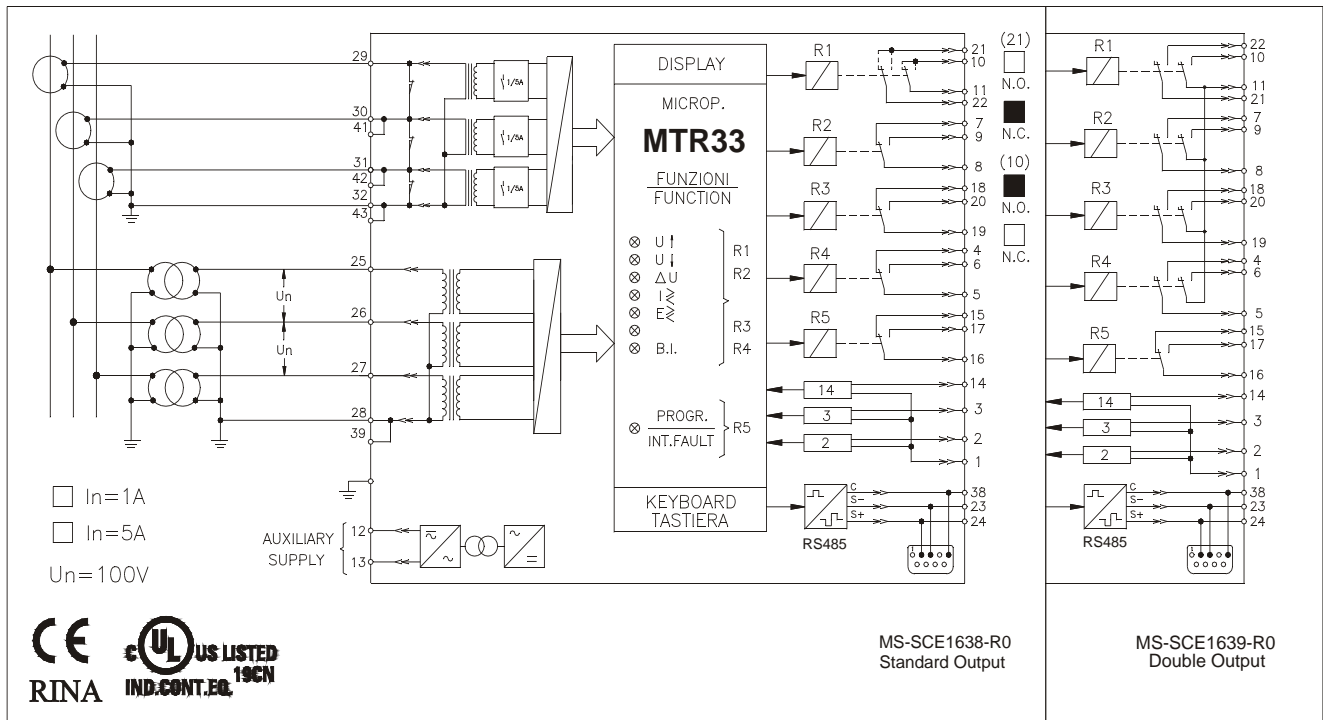 29
30
41
31
42
32
43
1/5A
1/5A
1/5A
25
26
27
28
39
Un
Un
In=1A
In=5A
Un=100V
AUXILIARY
SUPPLY
12
13
DISPLAY
MICROP.
MTR33
FUNZIONI
FUNCTION
U↑
U↓
ΔU
I≷
E≷
B.I.
R1
R2
R3
R4
PROGR.
INT.FAULT
R5
KEYBOARD
TASTIERA
R1
21
10
11
22
R2
7
9
8
R3
18
20
19
R4
4
6
5
R5
15
17
16
14
14
3
3
2
2
1
C
38
S-
23
S+
24
RS485
1
(21)
N.O.
N.C.
(10)
N.O.
N.C.
R1
22
10
11
21
R2
7
9
8
R3
18
20
19
R4
4
6
5
R5
15
17
16
14
14
3
3
2
2
1
C
38
S-
23
S+
24
RS485
1
CE
RINA
C UL US LISTED
19CN
IND.CONT.EQ.
MS-SCE1638-R0
Standard Output
MS-SCE1639-R0
Double Output